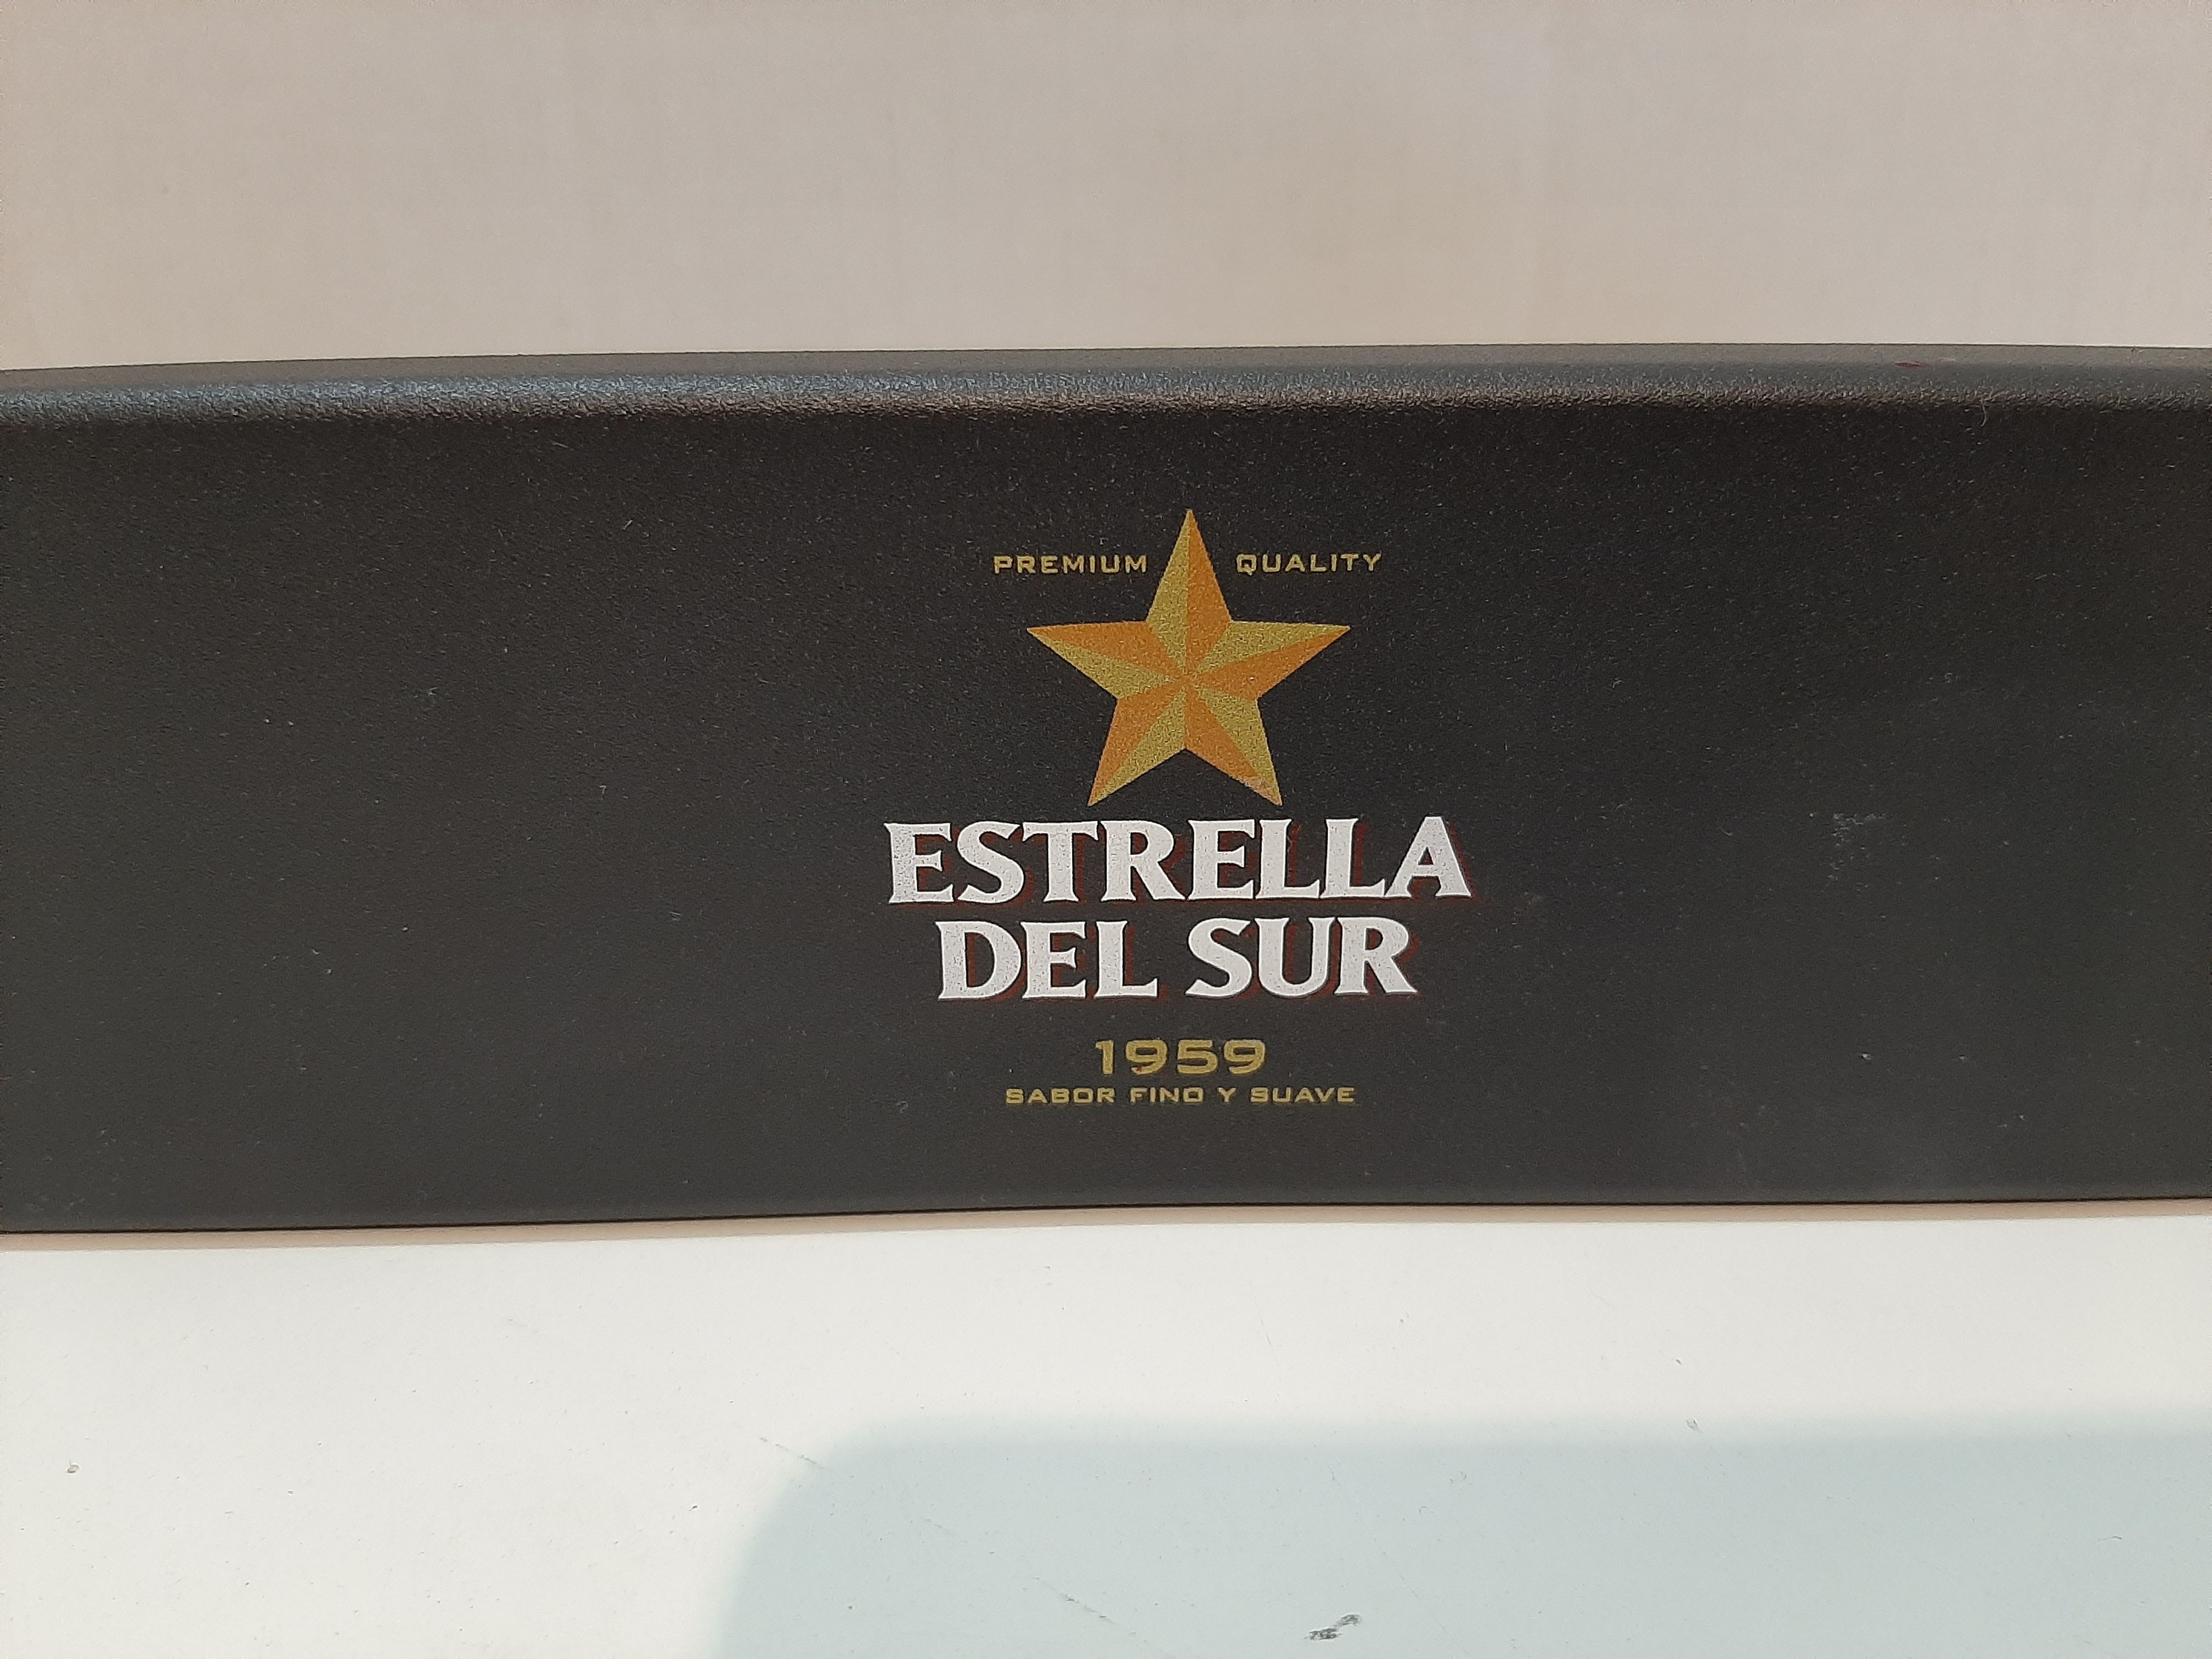 PREMIUM QUALITY
ESTRELLA
DEL SUR
1959
SABOR FINO Y SUAVE